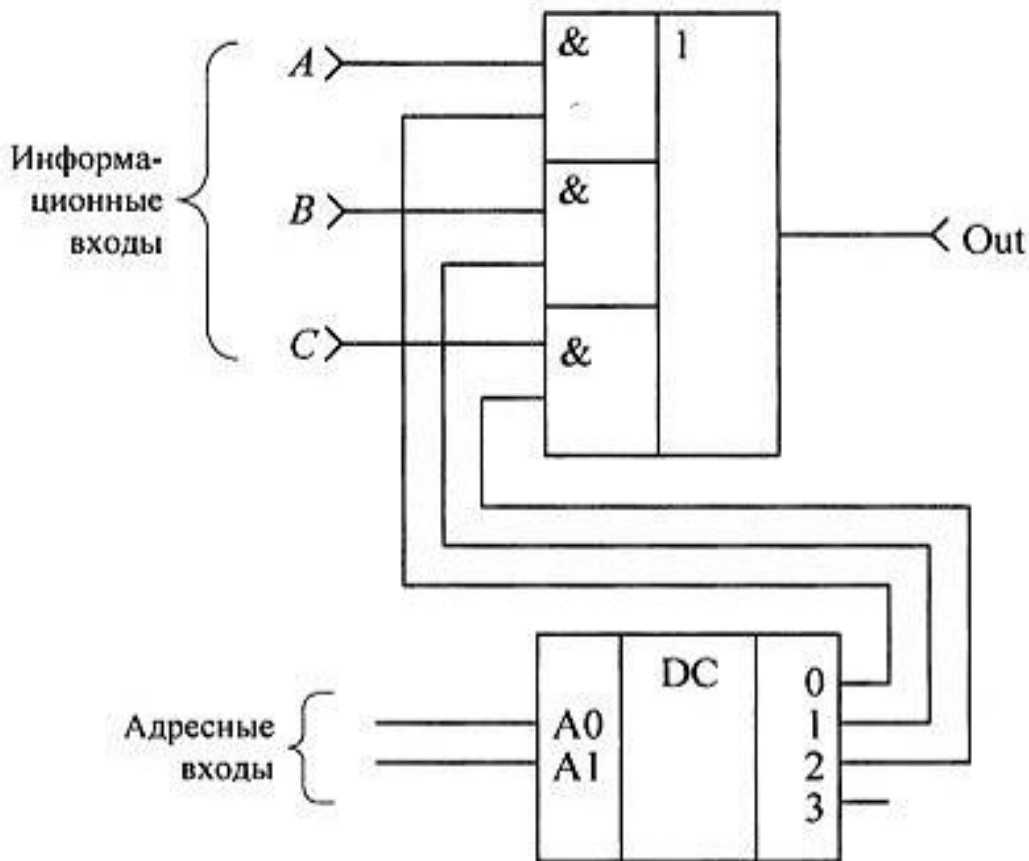 &
1
A
Информа-
ционные
входы
&
B
Out
C
&
DC
0
Адресные
входы
A0
1
A1
2
3